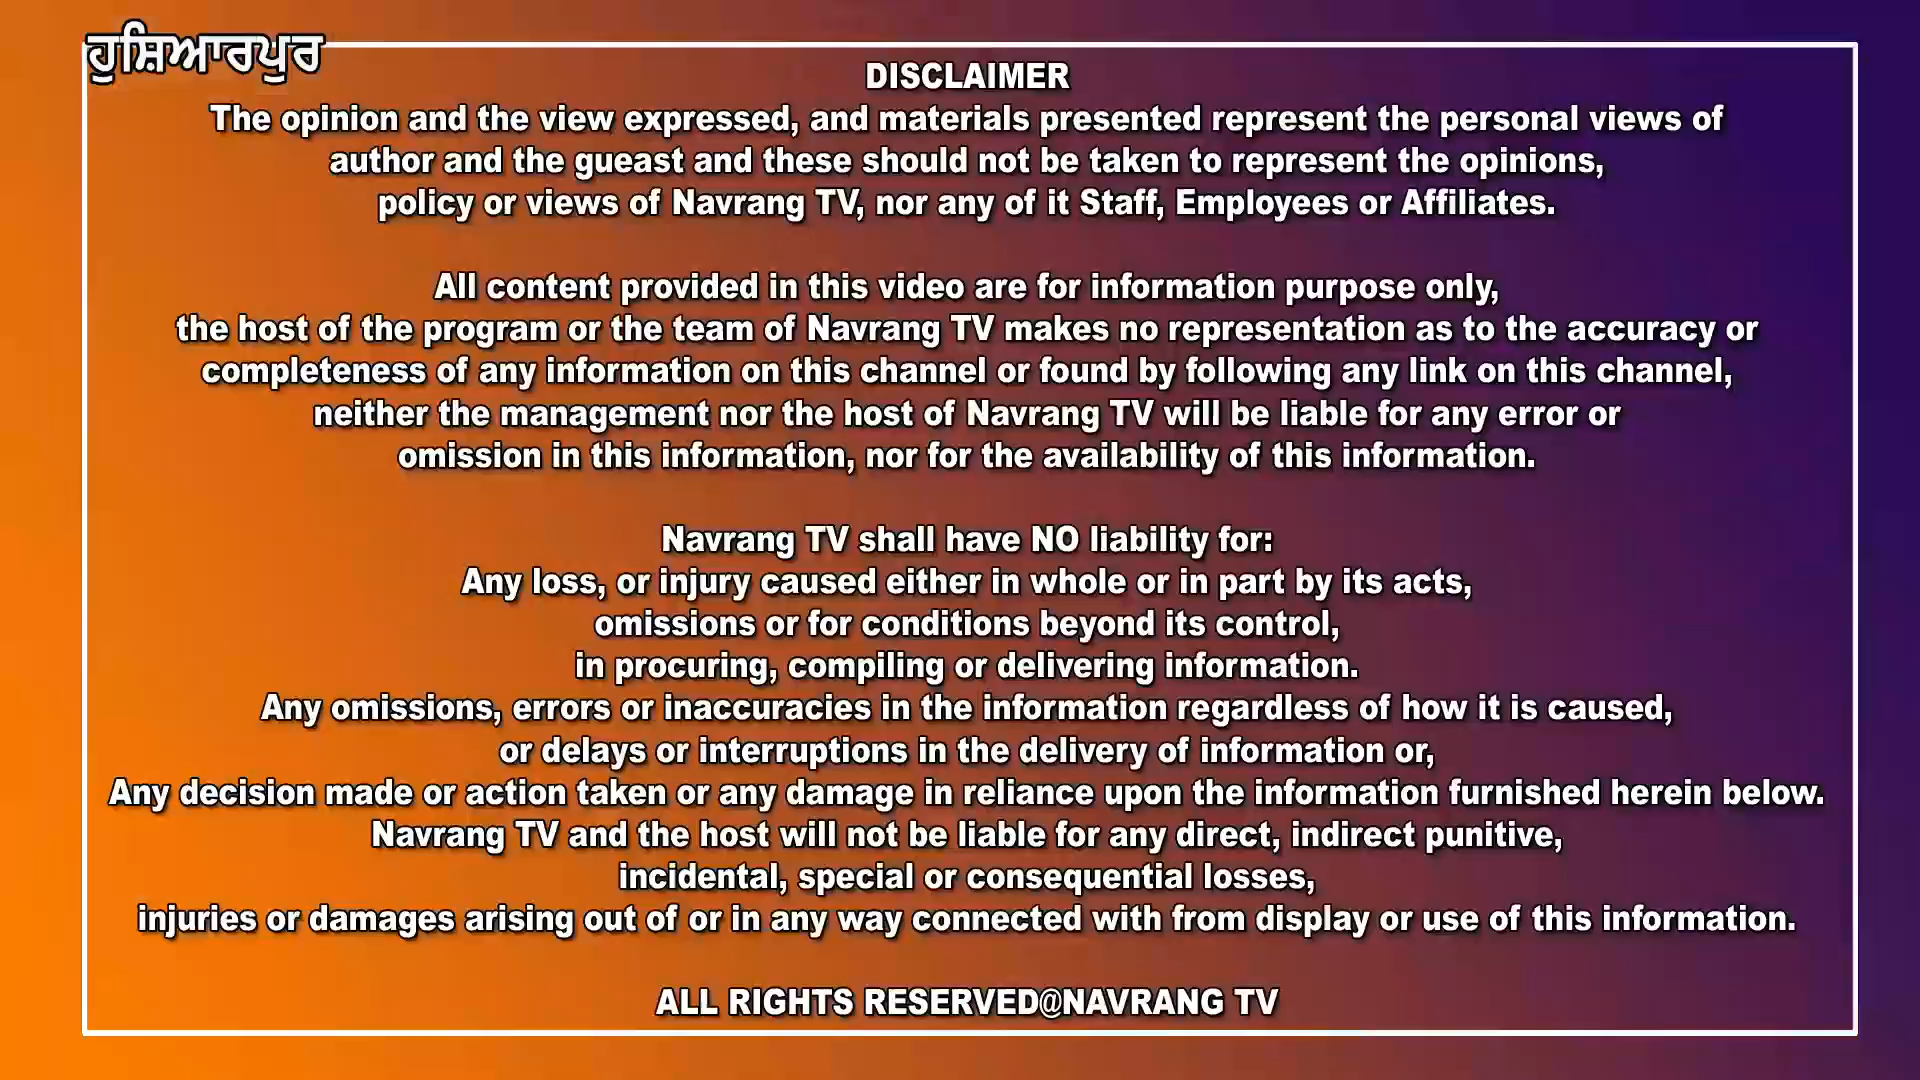 ਹੁਸ਼ਿਆਰਪੁਰ
DISCLAIMER
The opinion and the view expressed, and materials presented represent the personal views of
author and the gueast and these should not be taken to represent the opinions,
policy or views of Navrang TV, nor any of it Staff, Employees or Affiliates.
All content provided in this video are for information purpose only,
the host of the program or the team of Navrang TV makes no representation as to the accuracy or
completeness of any information on this channel or found by following any link on this channel,
neither the management nor the host of Navrang TV will be liable for any error or
omission in this information, nor for the availability of this information.
Navrang TV shall have NO liability for:
Any loss, or injury caused either in whole or in part by its acts,
omissions or for conditions beyond its control,
in procuring, compiling or delivering information.
Any omissions, errors or inaccuracies in the information regardless of how it is caused,
or delays or interruptions in the delivery of information or,
Any decision made or action taken or any damage in reliance upon the information furnished herein below.
Navrang TV and the host will not be liable for any direct, indirect punitive,
incidental, special or consequential losses,
injuries or damages arising out of or in any way connected with from display or use of this information.
ALL RIGHTS RESERVED@NAVRANG TV